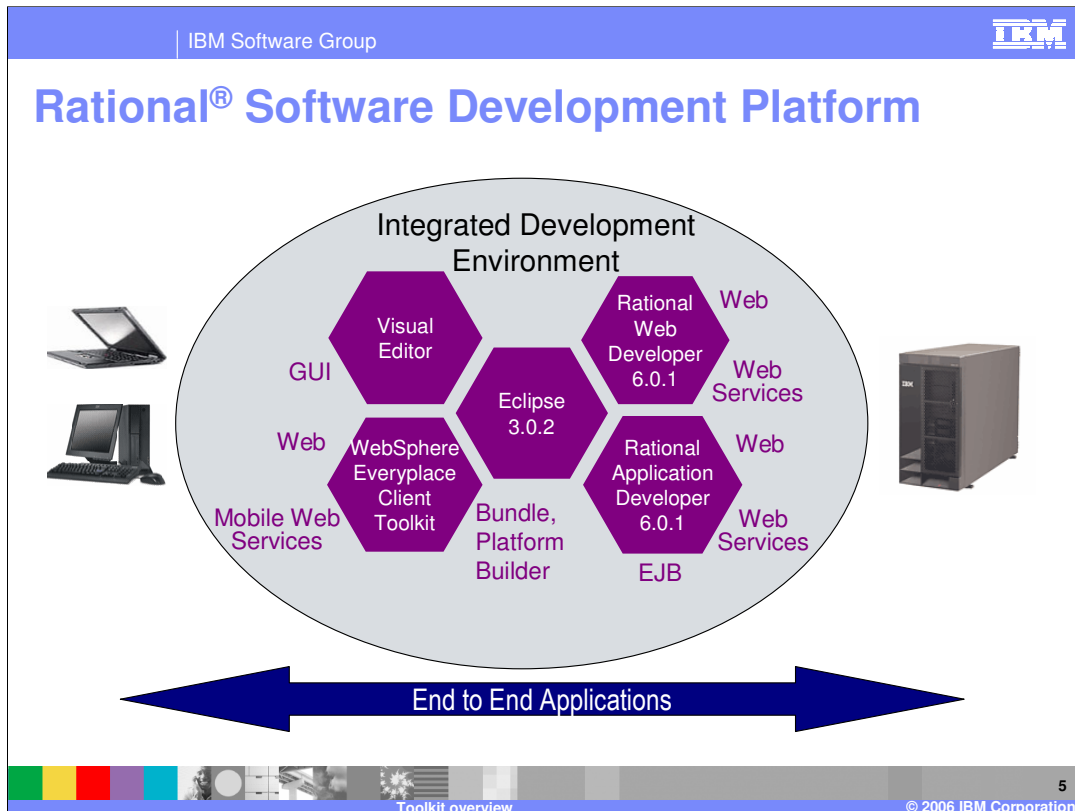 IBM Software Group
IBM
Rational® Software Development Platform
Integrated Development
Environment
Visual
Editor
GUI
Rational
Web
Developer
6.0.1
Web
Web
Services
Eclipse
3.0.2
Web
WebSphere
Everyplace
Client
Toolkit
Mobile Web
Services
Bundle,
Platform
Builder
Rational
Application
Developer
6.0.1
Web
Web
Services
EJB
IBM
End to End Applications
5
Toolkit overview
© 2006 IBM Corporation